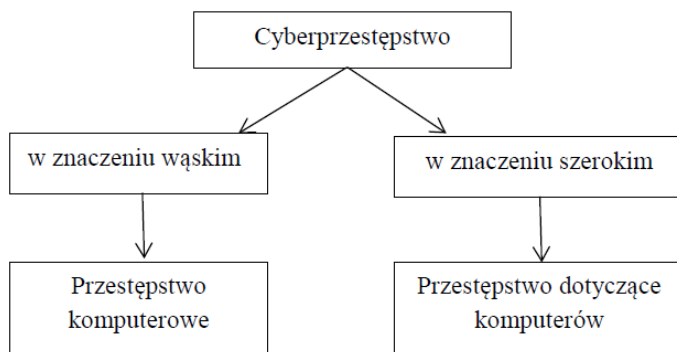 Cyberprzestępstwo
w znaczeniu wąskim
w znaczeniu szerokim
Przestępstwo
komputerowe
Przestępstwo dotyczące
komputerów